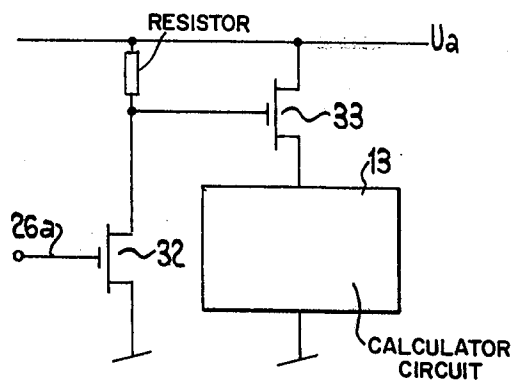 RESISTOR
Ua
33
13
26a
32
CALCULATOR
CIRCUIT